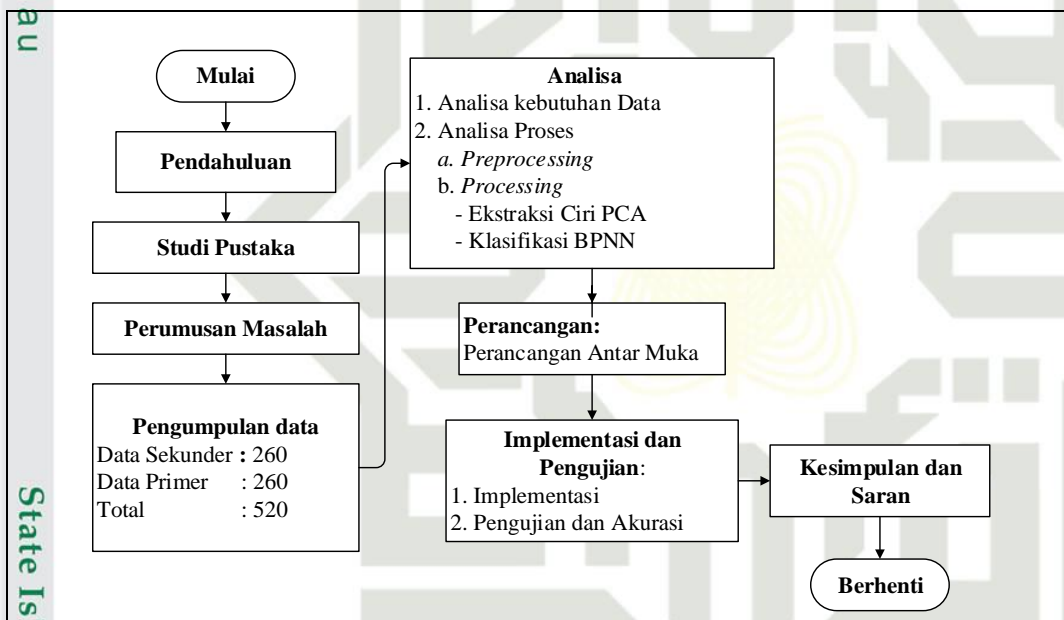 au
State Is
Mulai
Pendahuluan
Studi Pustaka
Perumusan Masalah
Pengumpulan data
Data Sekunder : 260
Data Primer : 260
Total : 520
Analisa
1. Analisa kebutuhan Data
2. Analisa Proses
a. Preprocessing
b. Processing
- Ekstraksi Ciri PCA
- Klasifikasi BPNN
Perancangan:
Perancangan Antar Muka
Implementasi dan
Pengujian:
1. Implementasi
2. Pengujian dan Akurasi
Kesimpulan dan
Saran
Berhenti